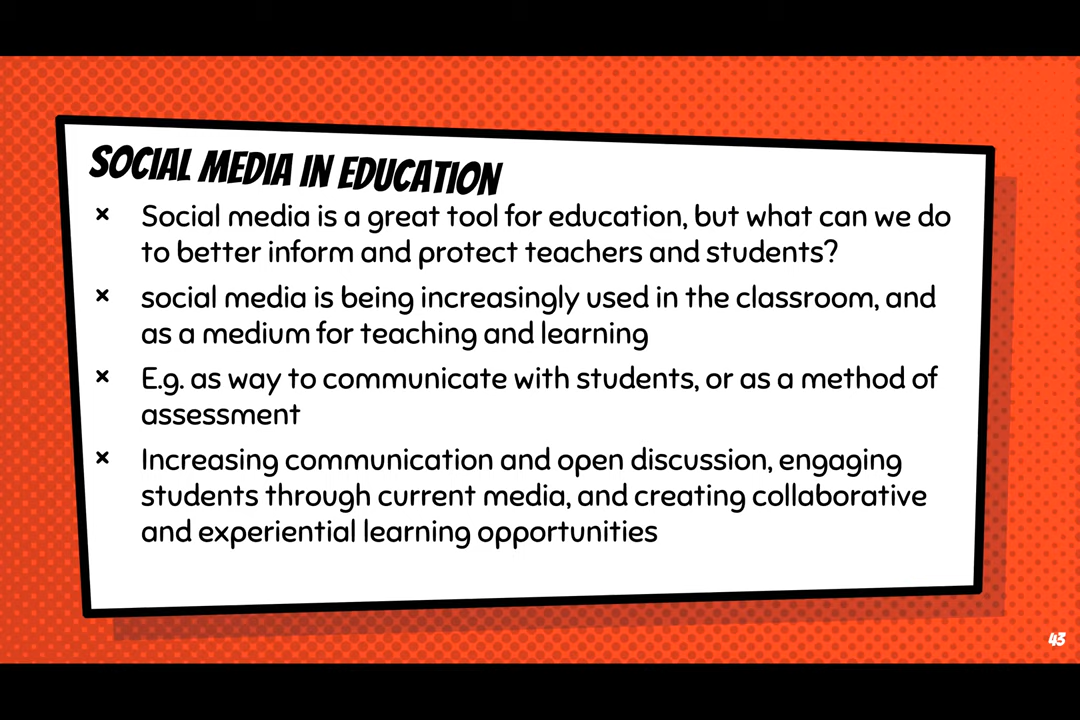 SOCIAL MEDIA IN EDUCATION
× Social media is a great tool for education, but what can we do
to better inform and protect teachers and students?
× social media is being increasingly used in the classroom, and
as a medium for teaching and learning
× E.g. as way to communicate with students, or as a method of
assessment
× Increasing communication and open discussion, engaging
students through current media, and creating collaborative
and experiential learning opportunities
43